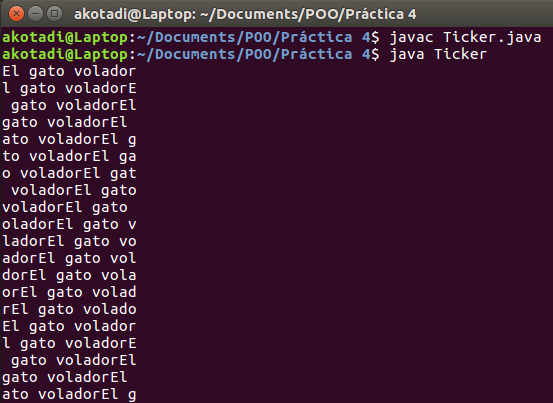 akotadi@Laptop: ~/Documents/POO/Práctica 4
akotadi@Laptop:~/Documents/POO/Práctica 4$ javac Ticker.java
akotadi@Laptop:~/Documents/POO/Práctica 4$ java Ticker
El gato volador
l gato voladorE
 gato voladorEl
gato voladorEl 
ato voladorEl g
to voladorEl ga
o voladorEl gat
 voladorEl gato
voladorEl gato 
oladorEl gato v
ladorEl gato vo
adorEl gato vol
dorEl gato vola
orEl gato volad
rEl gato volado
El gato volador
l gato voladorE
 gato voladorEl
gato voladorEl 
ato voladorEl g